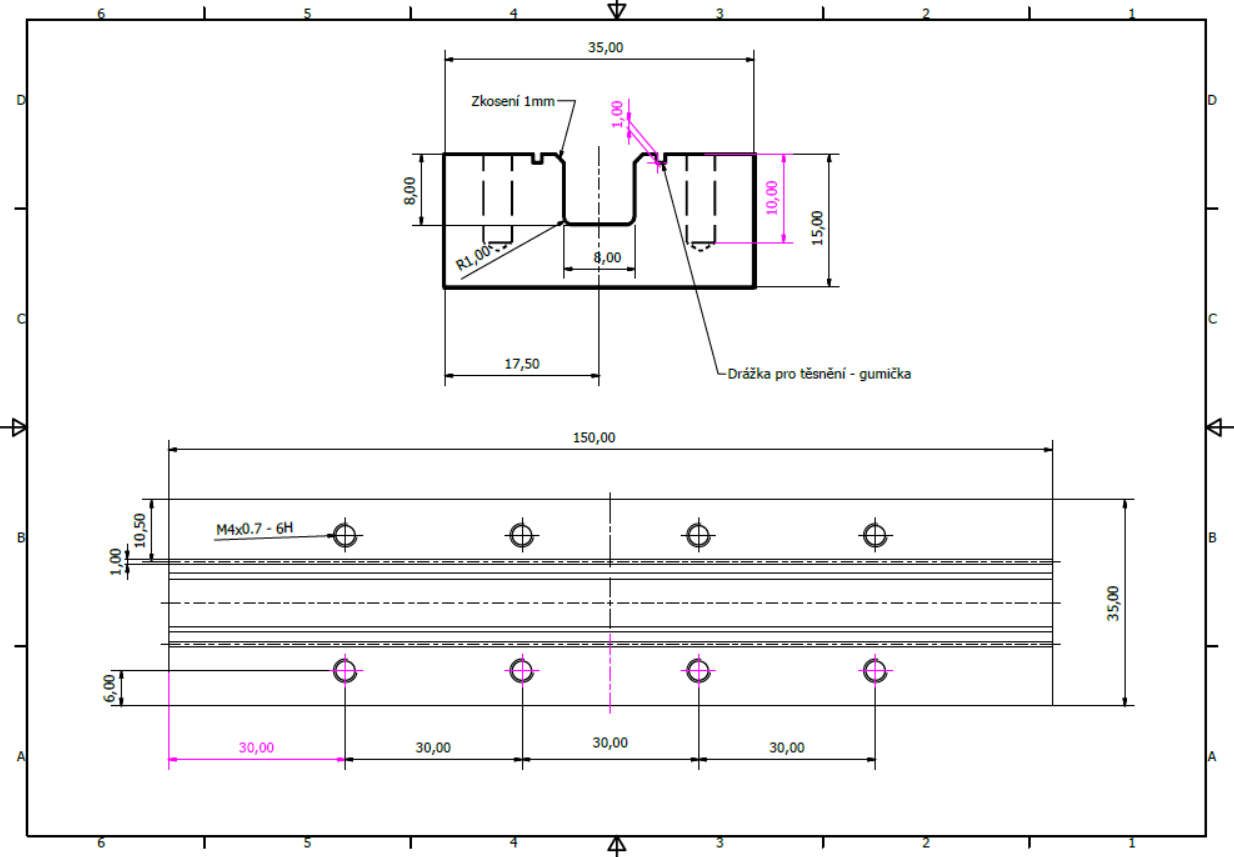 6 5 4 3 2 1
35,00
D D
Zkosení 1mm
1,00
8,00
10,00
15,00
R1,00
8,00
C C
17,50
Drážka pro těsnění - gumička
150,00
M4x0.7 - 6H
10,50
B B
1,00
35,00
6,00
30,00 30,00 30,00 30,00
A A
6 5 4 3 2 1